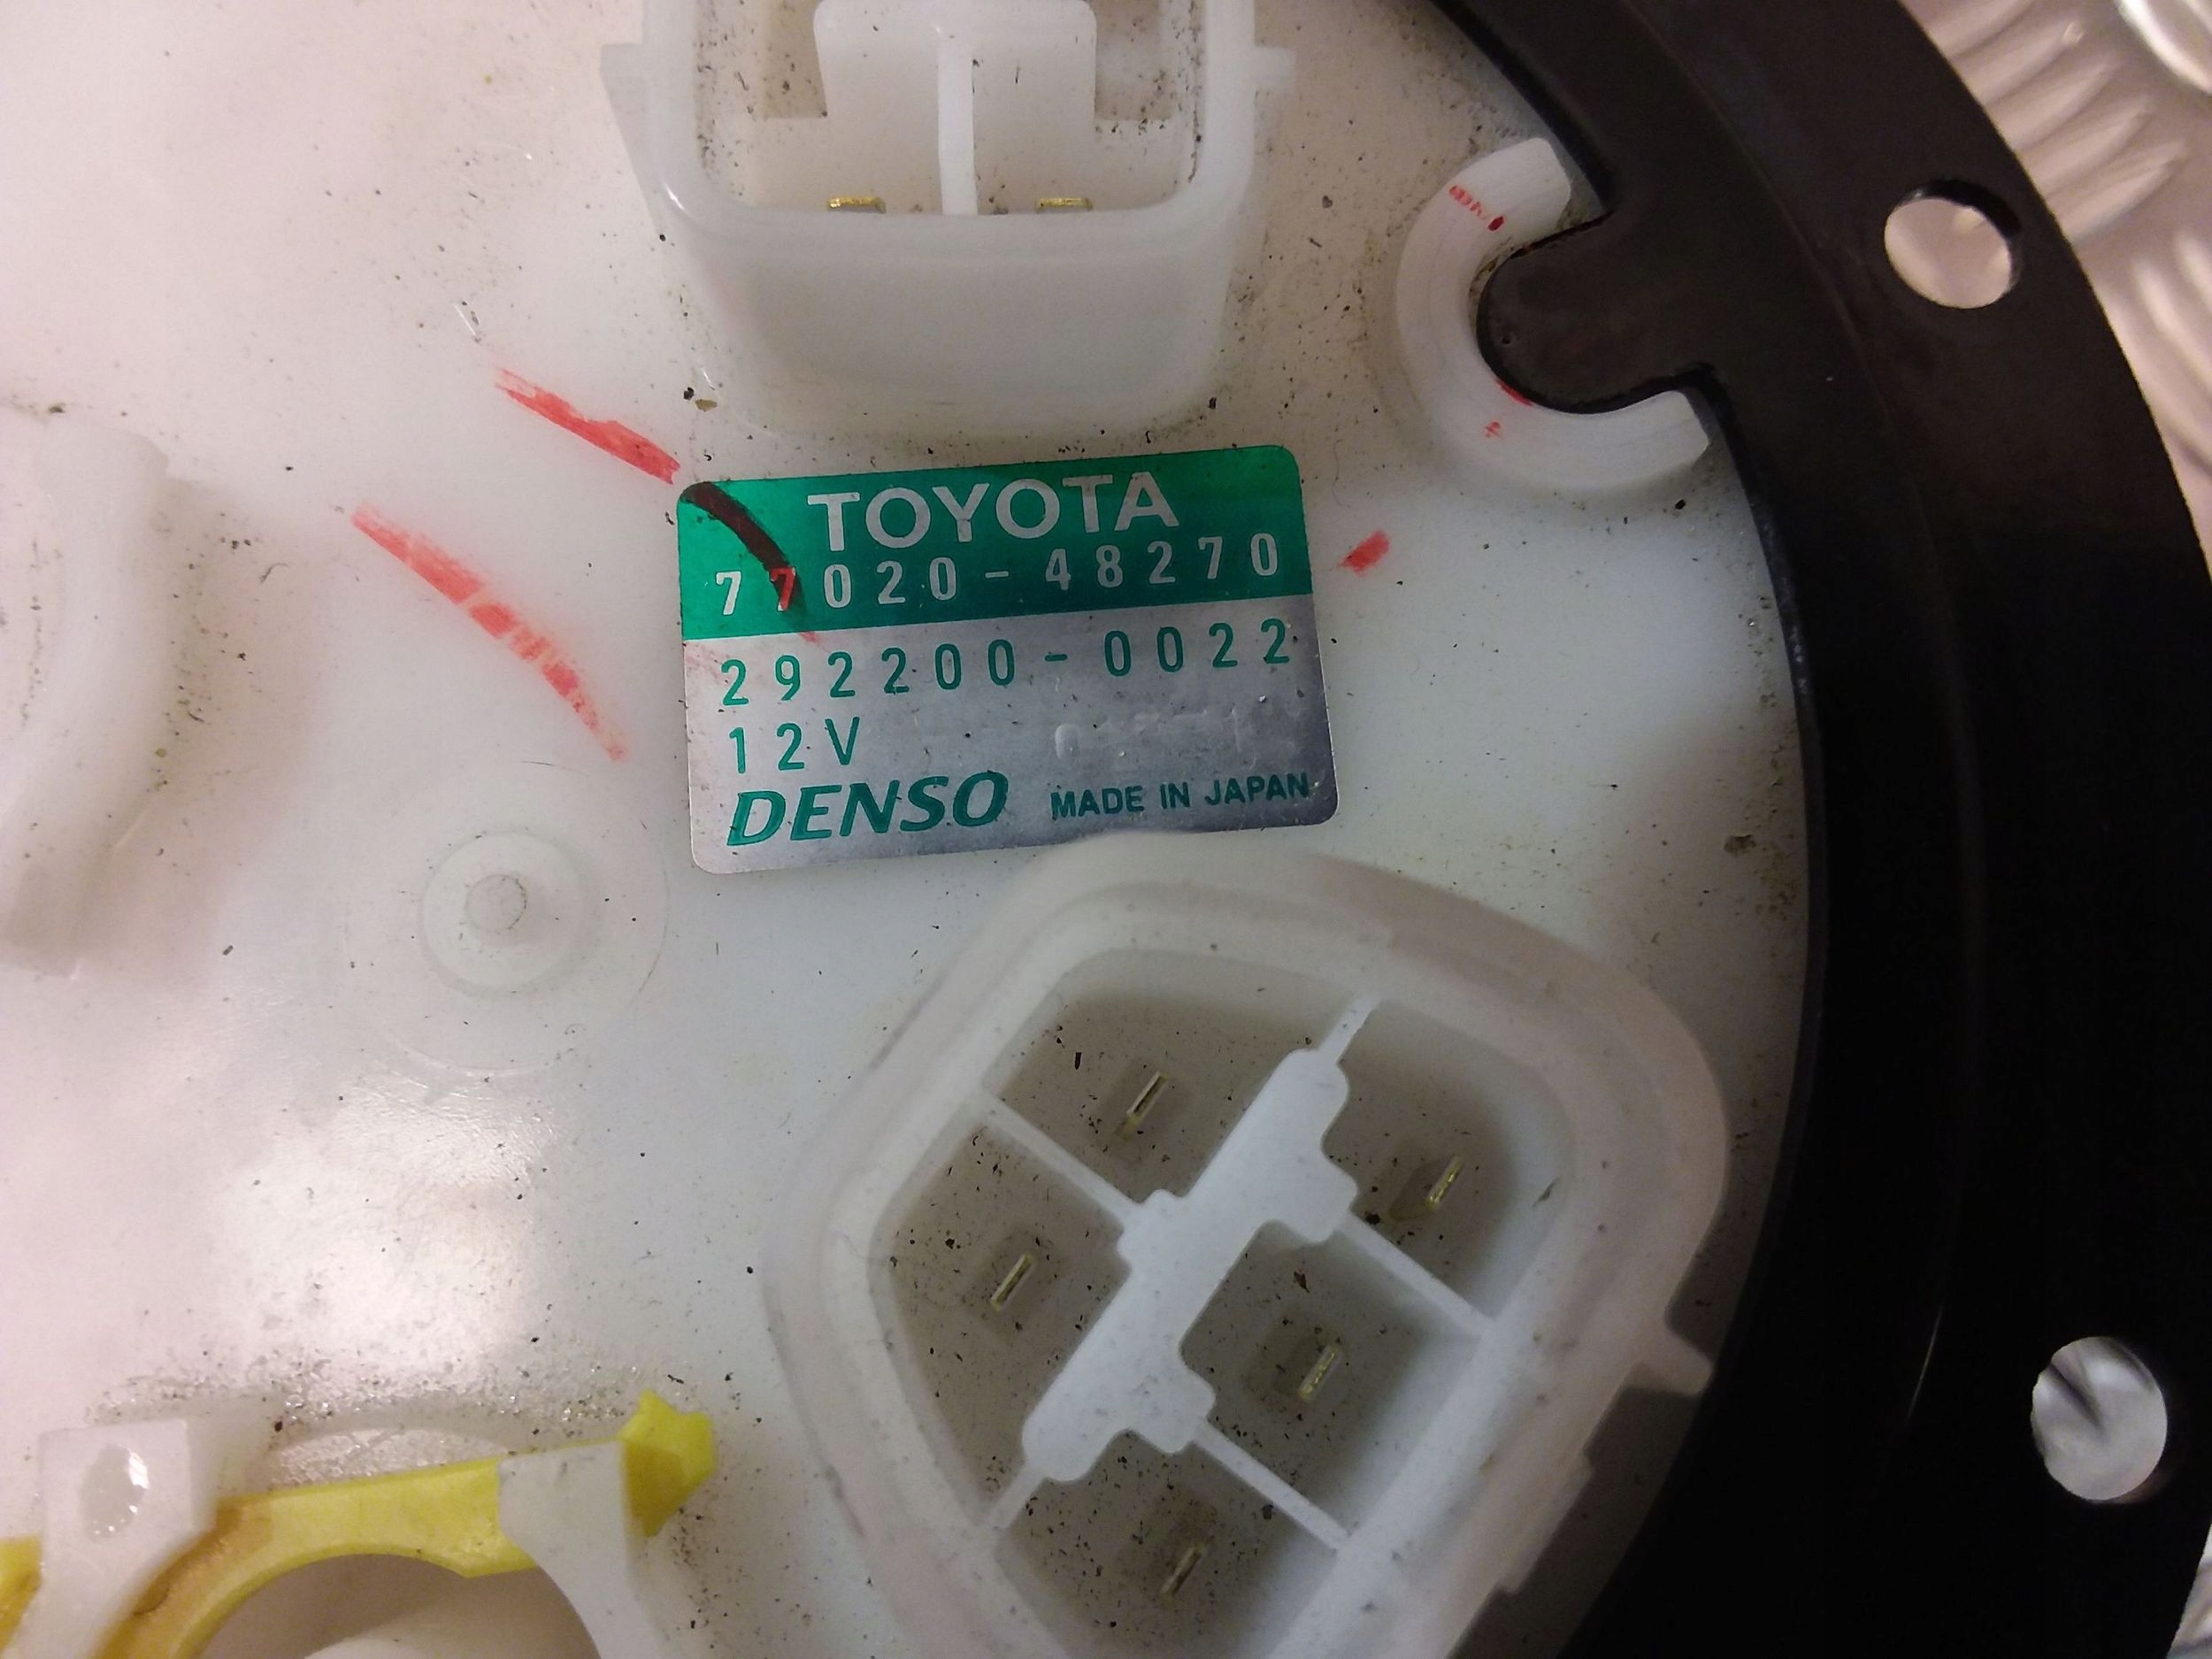 TOYOTA
77020-48270
292200-0022
12V
DENSO MADE IN JAPAN